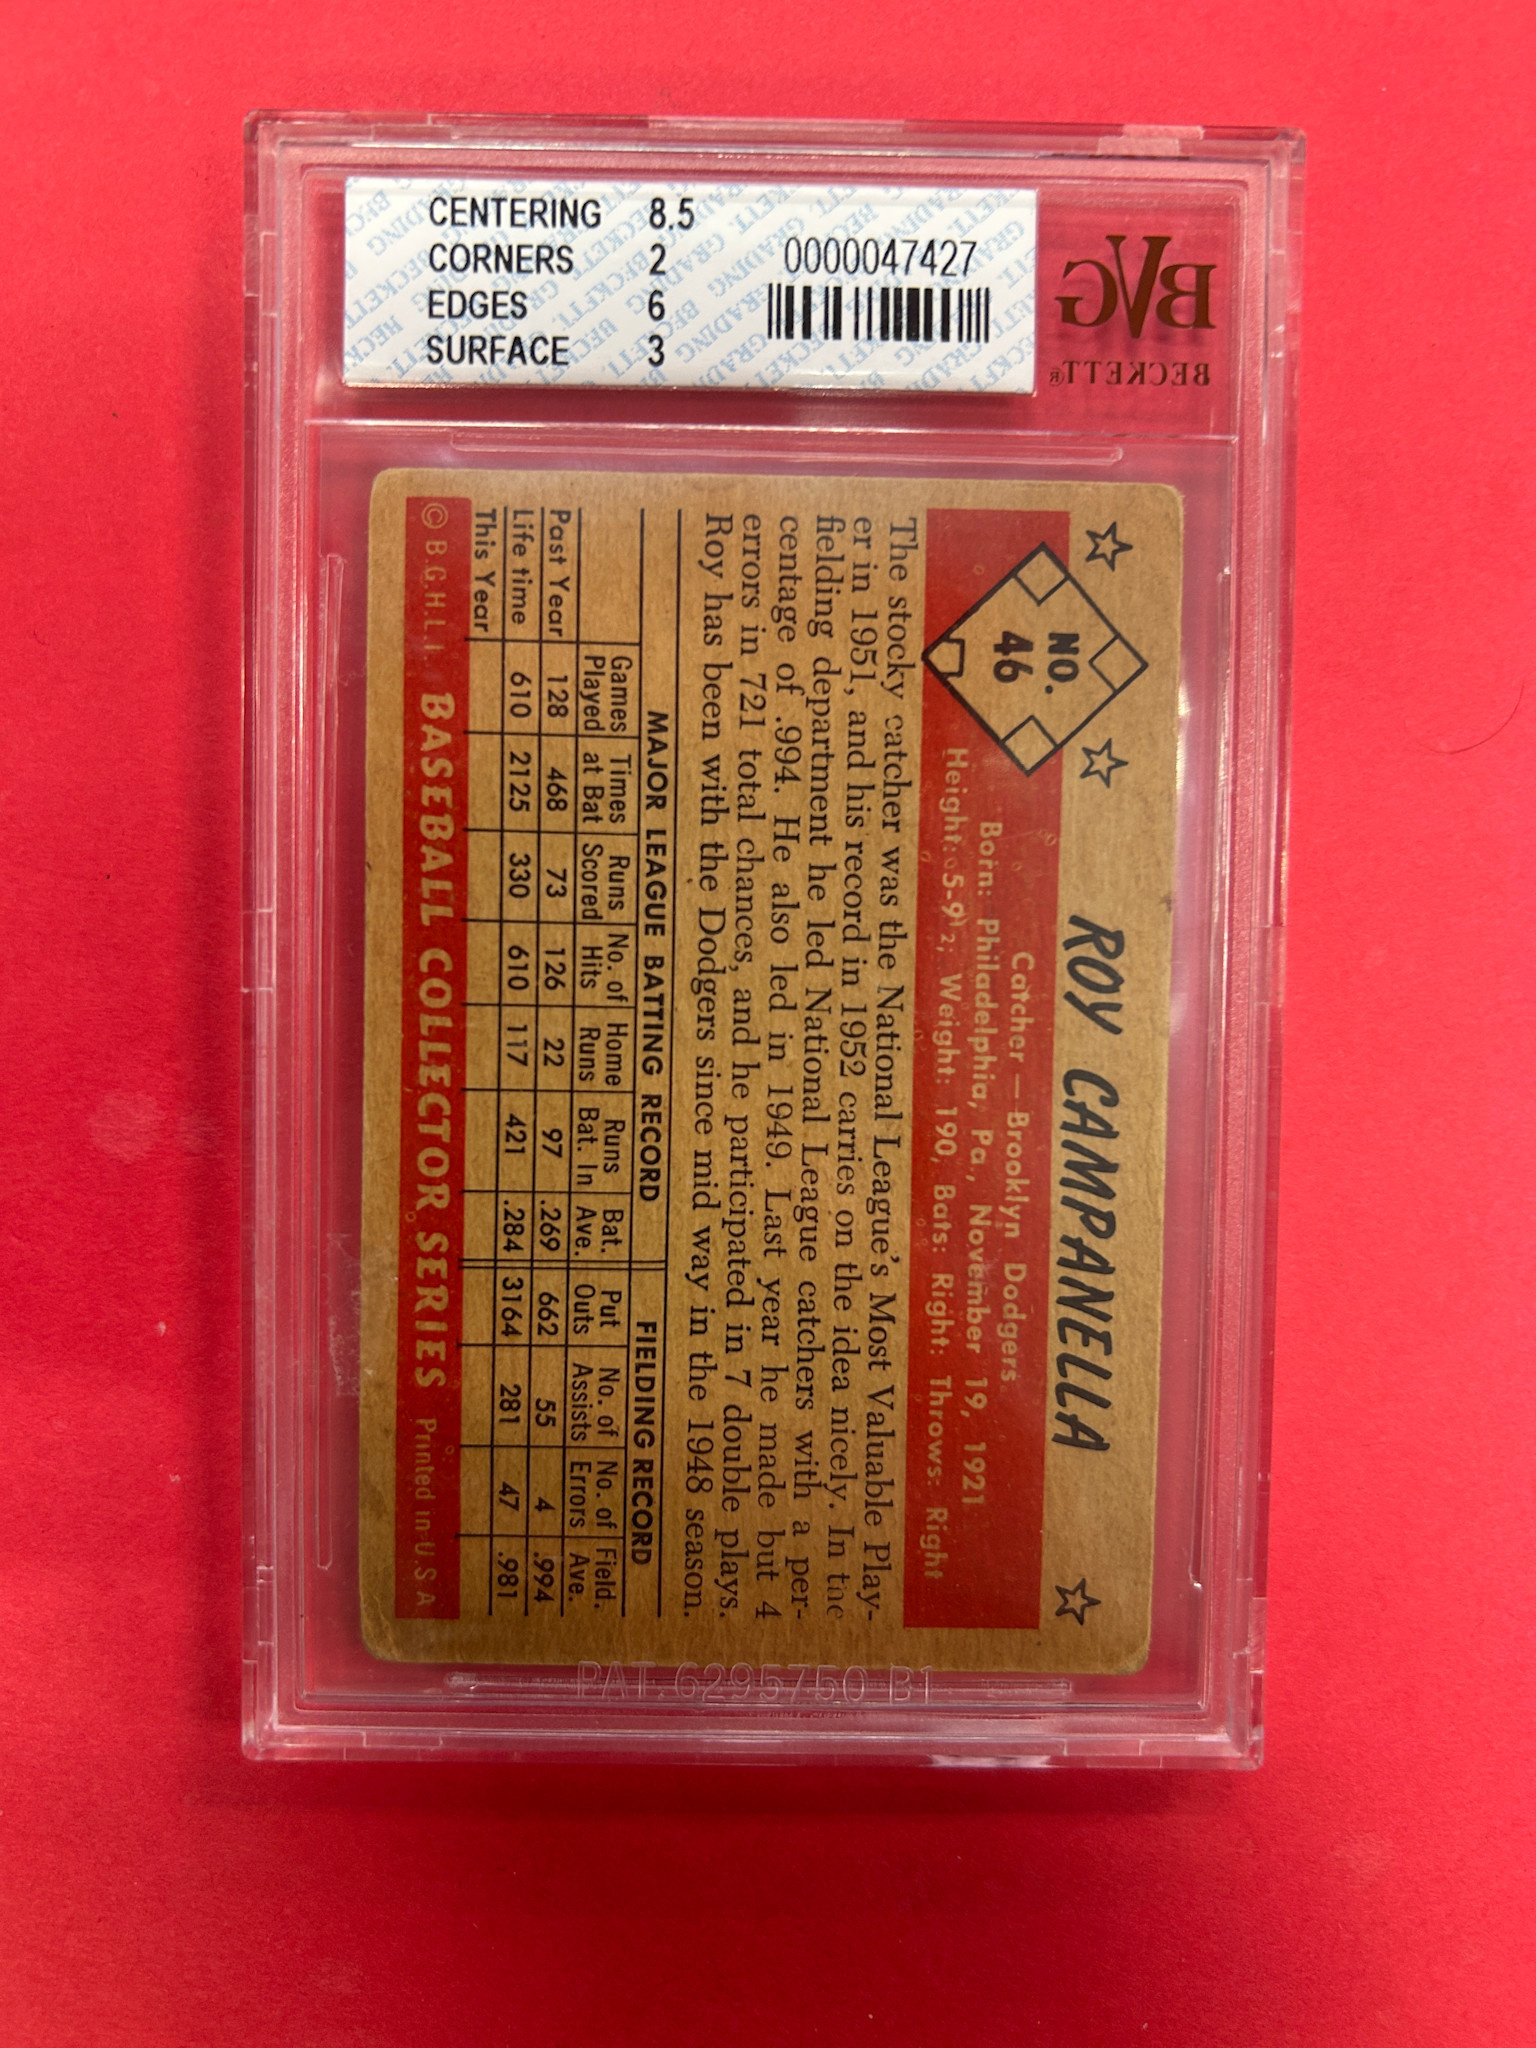 CENTERING 8.5
CORNERS 2
EDGES 6
SURFACE 3
0000047427
BVG
BECKETT®
NO.
46
ROY CAMPANELLA
Catcher — Brooklyn Dodgers
Born: Philadelphia, Pa., November 19, 1921
Height: 5-9½; Weight: 190, Bats: Right: Throws: Right
The stocky catcher was the National League's Most Valuable Play-
er in 1951, and his record in 1952 carries on the idea nicely. In the
fielding department he led National League catchers with a per-
centage of .994. He also led in 1949. Last year he made but 4
errors in 721 total chances, and he participated in 7 double plays.
Roy has been with the Dodgers since mid way in the 1948 season.
MAJOR LEAGUE BATTING RECORD FIELDING RECORD
Games Played Times at Bat Runs Scored No. of Hits Home Runs Runs Bat. In Bat. Ave. Put Outs No. of Assists No. of Errors Field. Ave.
Past Year 128 468 73 126 22 97 .269 662 55 4 .994
Life time 610 2125 330 610 117 421 .284 3164 281 47 .981
This Year
© B.G.H.L.I. BASEBALL COLLECTOR SERIES Printed in U.S.A
PAT. 6295750 B1